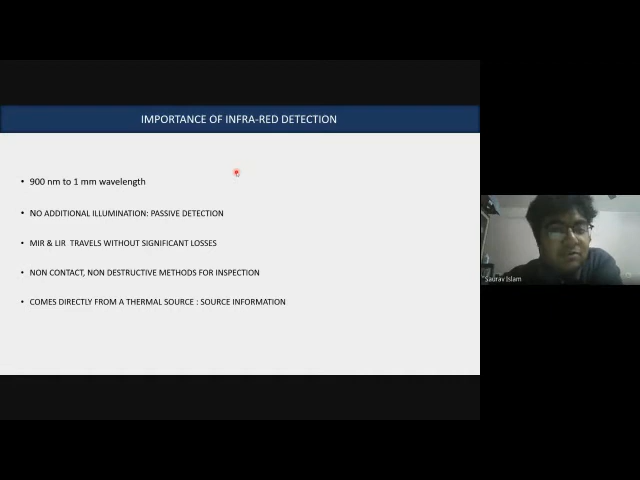 IMPORTANCE OF INFRA-RED DETECTION
• 900 nm to 1 mm wavelength
• NO ADDITIONAL ILLUMINATION: PASSIVE DETECTION
• MIR & LIR TRAVELS WITHOUT SIGNIFICANT LOSSES
• NON CONTACT, NON DESTRUCTIVE METHODS FOR INSPECTION
• COMES DIRECTLY FROM A THERMAL SOURCE : SOURCE INFORMATION
Saurav Islam